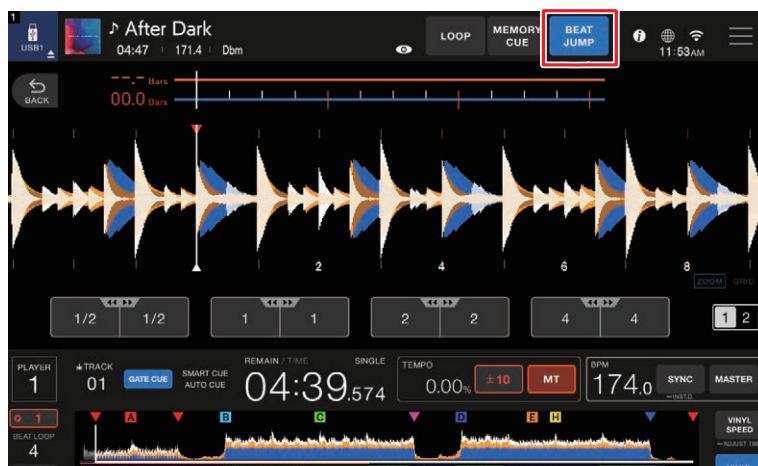 1
USB1
♪ After Dark
04:47 171.4 Dbm
LOOP
MEMORY CUE
BEAT JUMP
11:53AM
BACK
--.- Bars
00.0 Bars
2 4 6 8
ZOOM GRID
1/2 1/2
1 1
2 2
4 4
1 2
PLAYER
1
TRACK
01
GATE CUE
SMART CUE
AUTO CUE
REMAIN / TIME SINGLE
04:39.574
TEMPO
0.00%
±10
MT
BPM
174.0
SYNC
INST.D.
MASTER
Q 1
BEAT LOOP
4
A B C D E H
VINYL
SPEED
ADJUST TIM